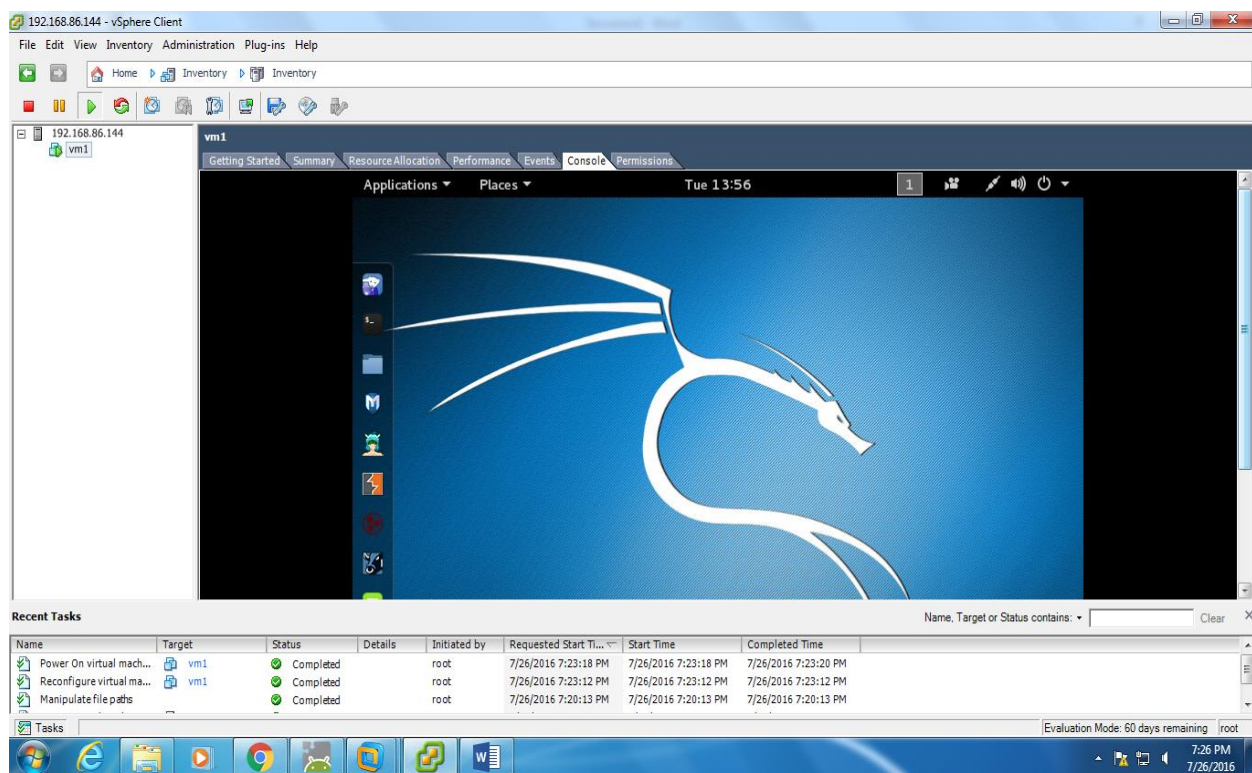 192.168.86.144 - vSphere Client
File Edit View Inventory Administration Plug-ins Help
Home Inventory Inventory
192.168.86.144
vm1
vm1
Getting Started Summary Resource Allocation Performance Events Console Permissions
Applications Places Tue 13:56 1
$_
Recent Tasks
Name, Target or Status contains: Clear
Name Target Status Details Initiated by Requested Start Ti... Start Time Completed Time
Power On virtual mach... vm1 Completed root 7/26/2016 7:23:18 PM 7/26/2016 7:23:18 PM 7/26/2016 7:23:20 PM
Reconfigure virtual ma... vm1 Completed root 7/26/2016 7:23:12 PM 7/26/2016 7:23:12 PM 7/26/2016 7:23:12 PM
Manipulate file paths Completed root 7/26/2016 7:20:13 PM 7/26/2016 7:20:13 PM 7/26/2016 7:20:13 PM
Tasks Evaluation Mode: 60 days remaining root
W
7:26 PM
7/26/2016